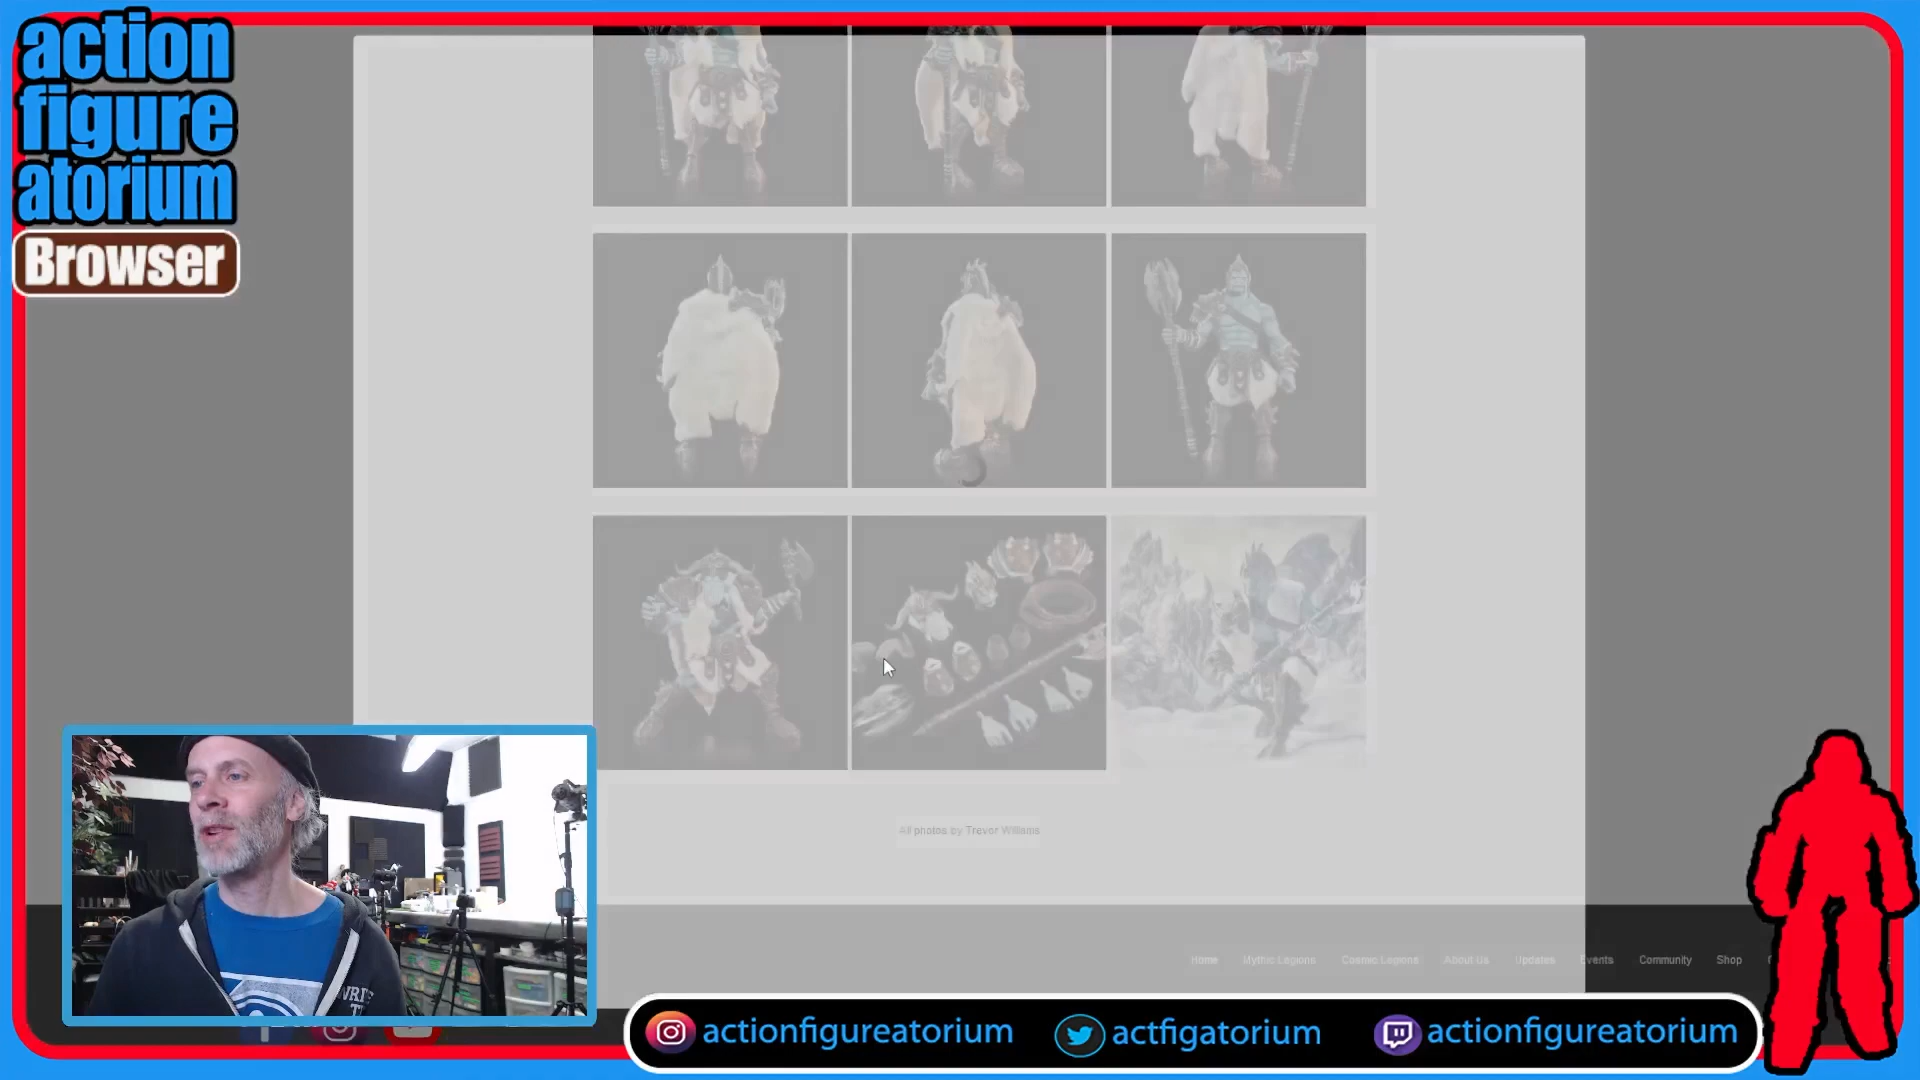 action
figure
atorium
Browser
All photos by Trevor Williams
Home Mythic Legions Cosmic Legions About Us Updates Events Community Shop
actionfigureatorium actfigatorium actionfigureatorium